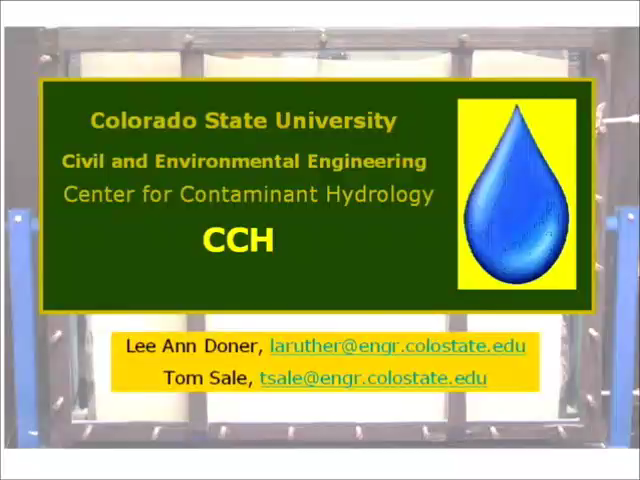 Colorado State University
Civil and Environmental Engineering
Center for Contaminant Hydrology
CCH
Lee Ann Doner, laruther@engr.colostate.edu
Tom Sale, tsale@engr.colostate.edu